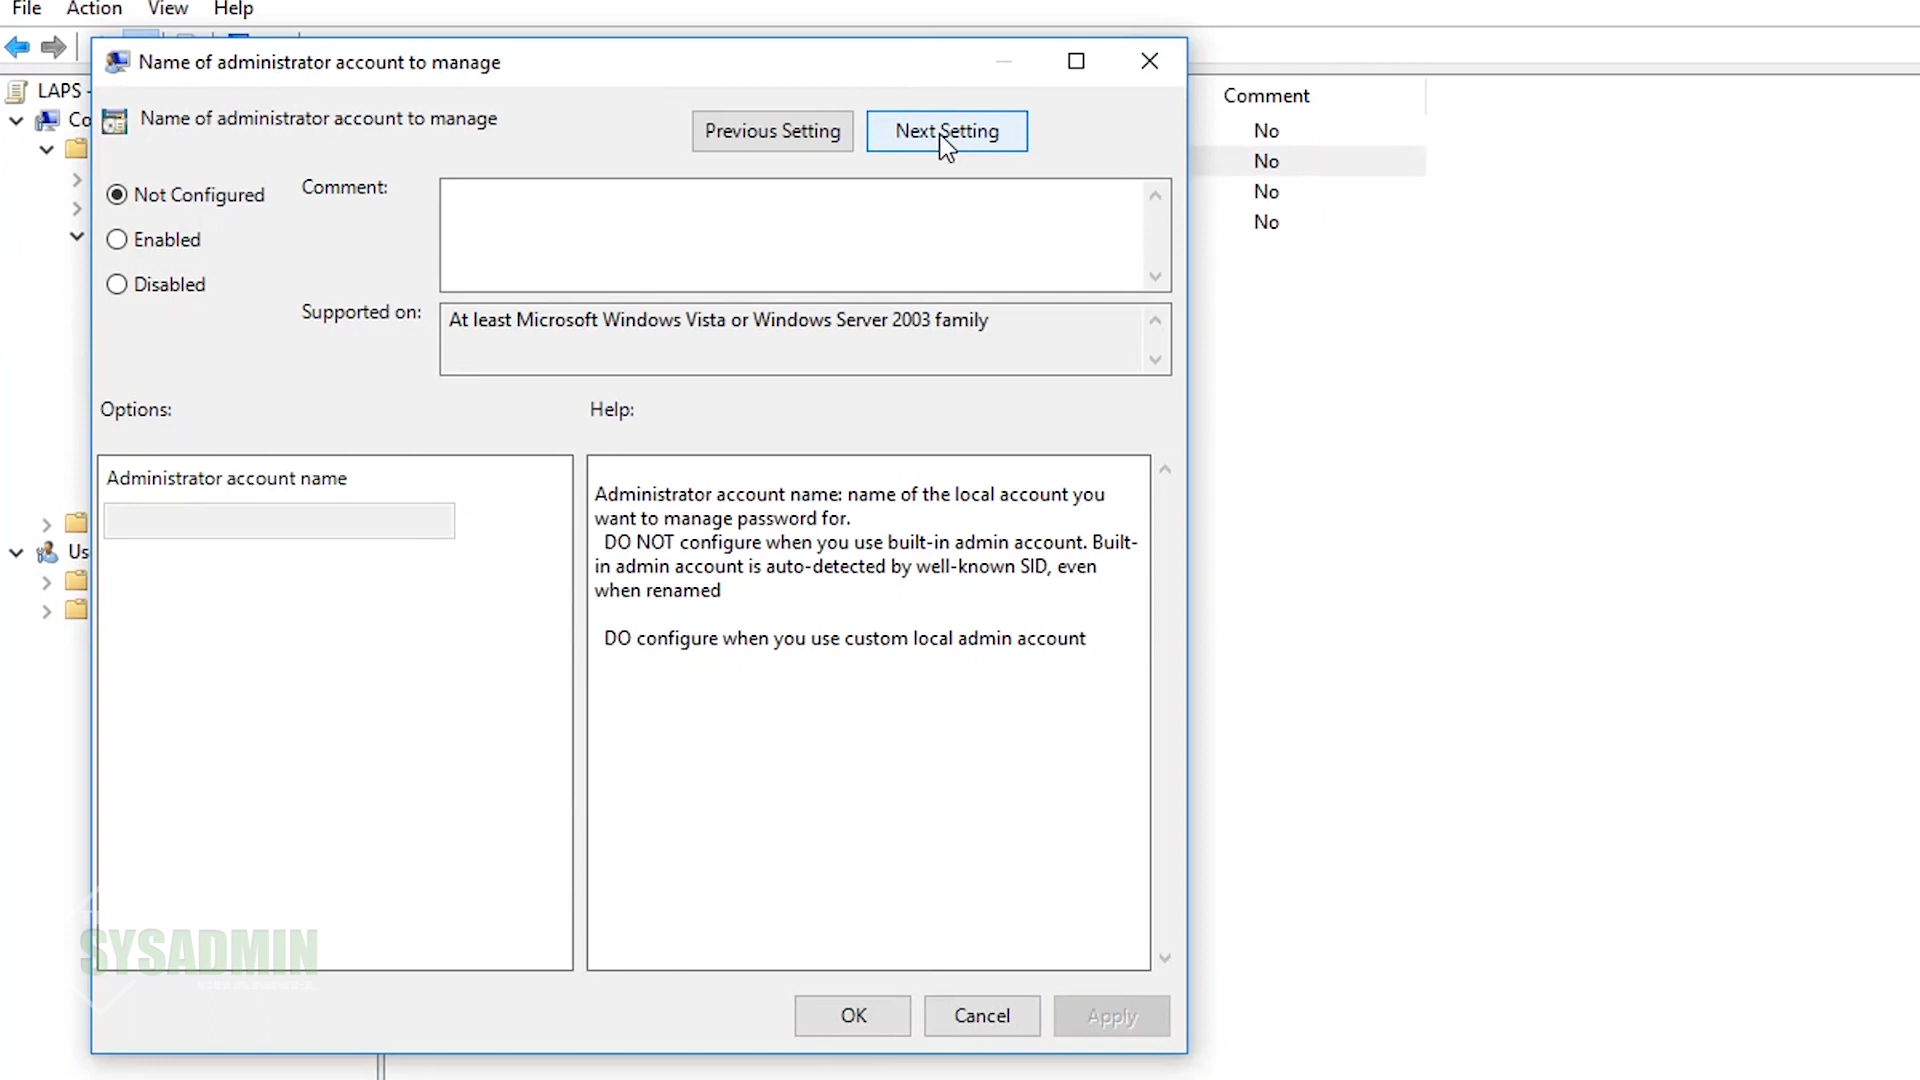 File Action View Help
Name of administrator account to manage
LAPS -
Comment
Name of administrator account to manage
Previous Setting
Next Setting
Co
No
No
No
No
Not Configured
Enabled
Disabled
Comment:
Supported on:
At least Microsoft Windows Vista or Windows Server 2003 family
Options:
Help:
Administrator account name
Administrator account name: name of the local account you
want to manage password for.
DO NOT configure when you use built-in admin account. Built-
in admin account is auto-detected by well-known SID, even
when renamed
DO configure when you use custom local admin account
Us
SYSADMIN
OK
Cancel
Apply